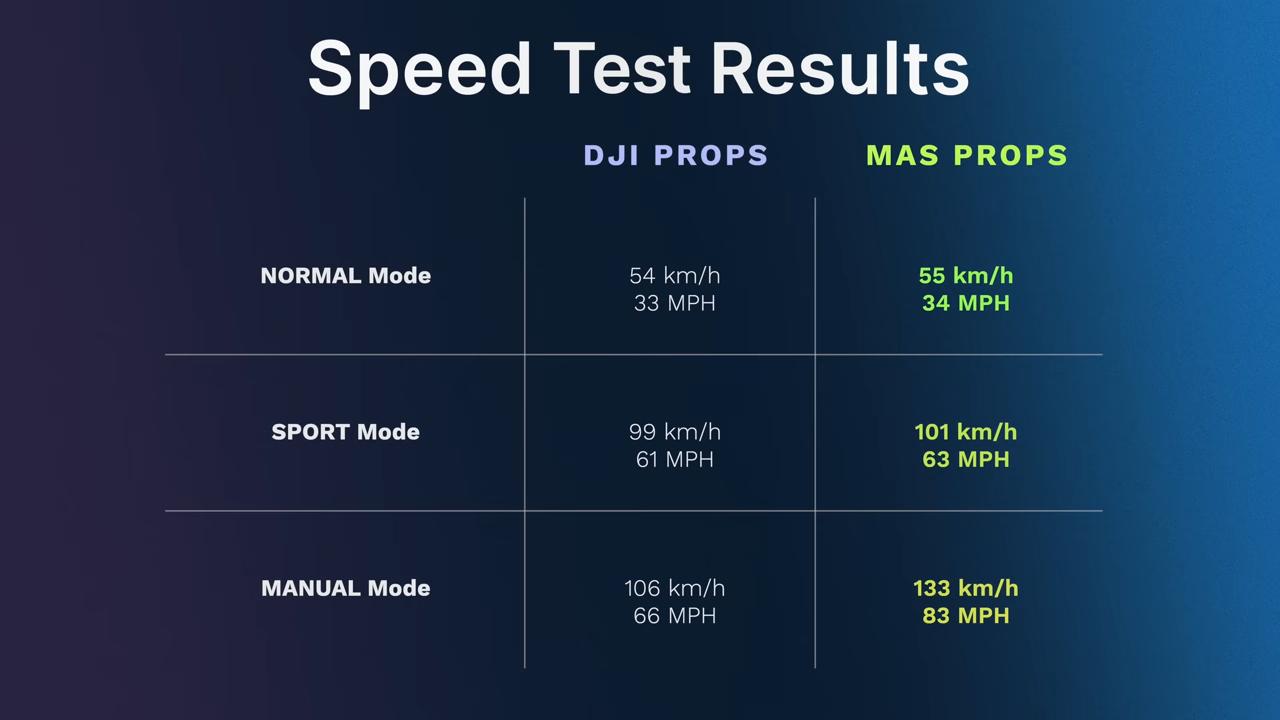 Speed Test Results
DJI PROPS
MAS PROPS
NORMAL Mode
54 km/h
33 MPH
55 km/h
34 MPH
SPORT Mode
99 km/h
61 MPH
101 km/h
63 MPH
MANUAL Mode
106 km/h
66 MPH
133 km/h
83 MPH